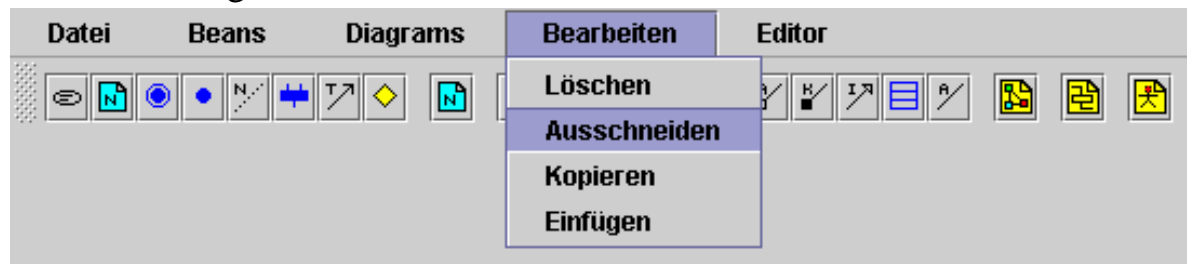 Datei Beans Diagrams Bearbeiten Editor
Löschen
N N T N A K I A
Ausschneiden
Kopieren
Einfügen